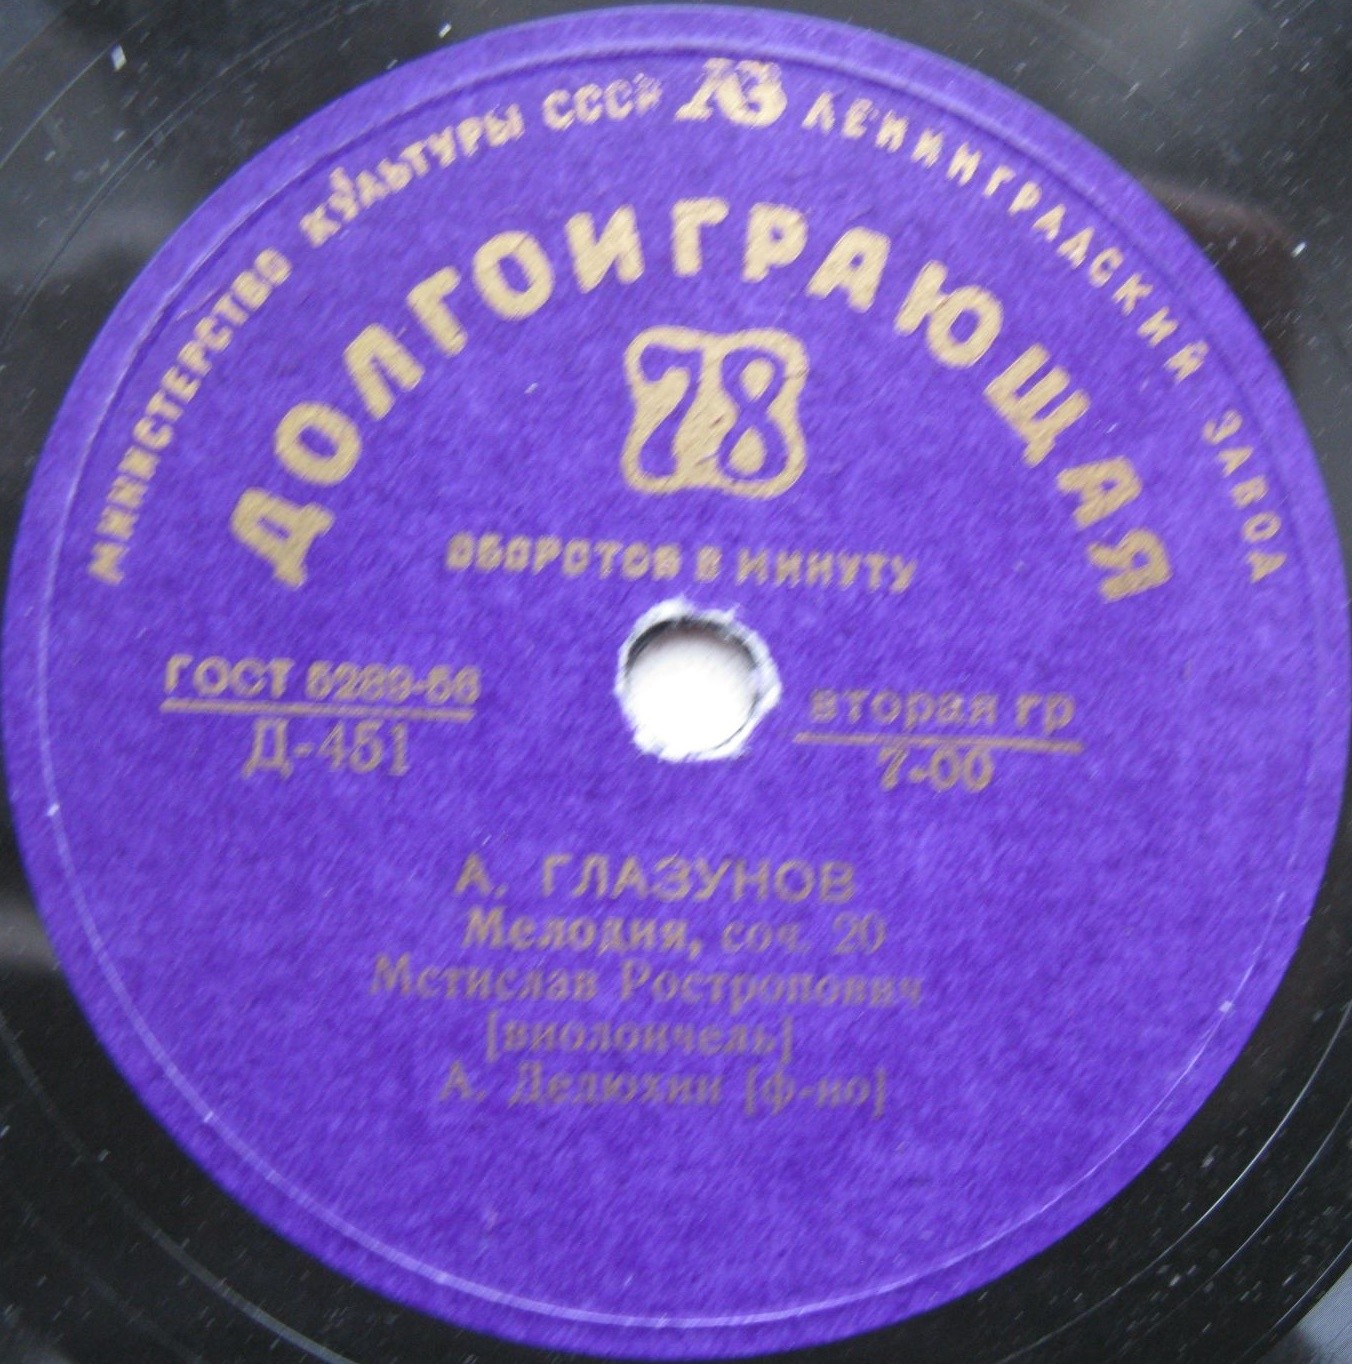 МИНИСТЕРСТВО КУЛЬТУРЫ СССР ЛЗ ЛЕНИНГРАДСКИЙ ЗАВОД
ДОЛГОИГРАЮЩАЯ
78
ОБОРОТОВ В МИНУТУ
ГОСТ 5289-56
Д-451
вторая гр
7-00
А. ГЛАЗУНОВ
Мелодия, соч. 20
Мстислав Ростропович
[виолончель]
А. Дедюхин [ф-но]